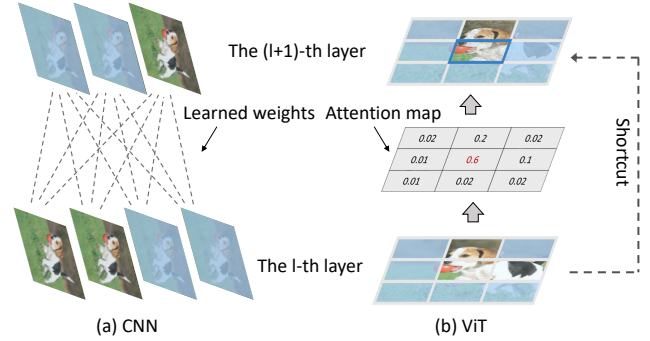 The (l+1)-th layer
Learned weights
Attention map
0.02 0.2 0.02
0.01 0.6 0.1
0.01 0.02 0.02
Shortcut
The l-th layer
(a) CNN
(b) ViT